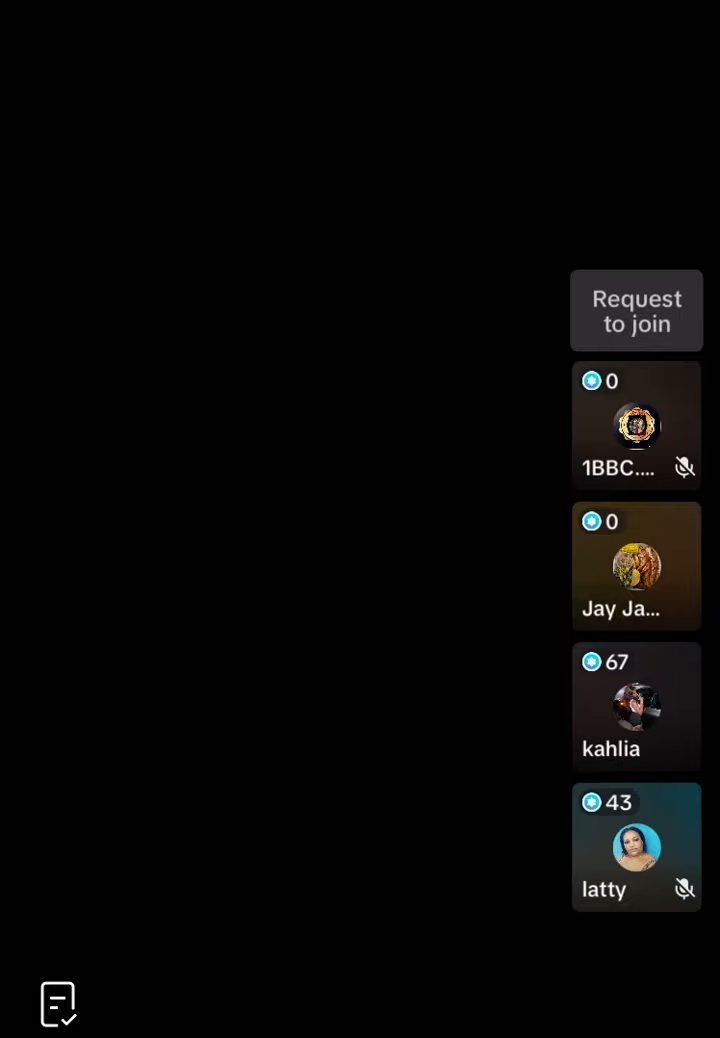 Request
to join
0
1BBC....
0
Jay Ja...
67
kahlia
43
latty